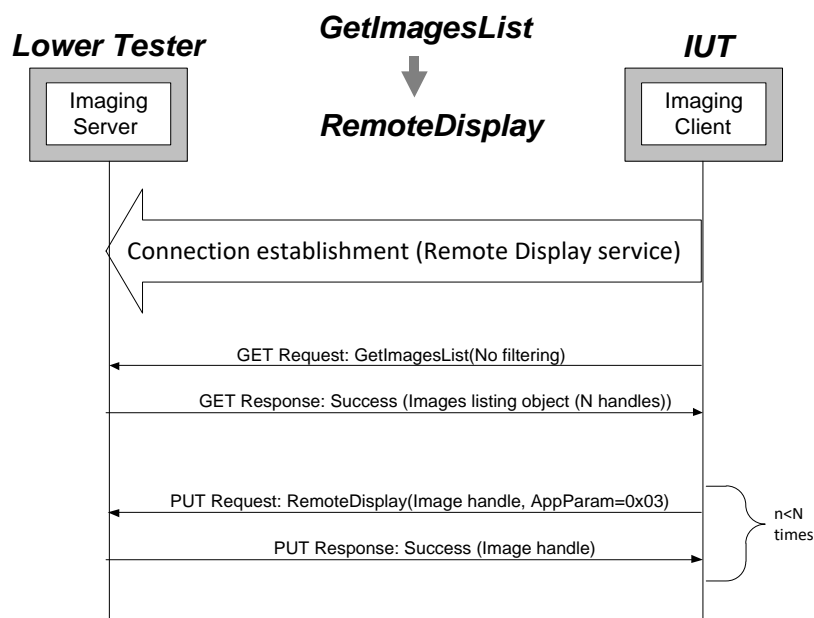 Lower Tester
GetImagesList
IUT
Imaging
Server
RemoteDisplay
Imaging
Client
Connection establishment (Remote Display service)
GET Request: GetImagesList(No filtering)
GET Response: Success (Images listing object (N handles))
PUT Request: RemoteDisplay(Image handle, AppParam=0x03)
n<N
times
PUT Response: Success (Image handle)